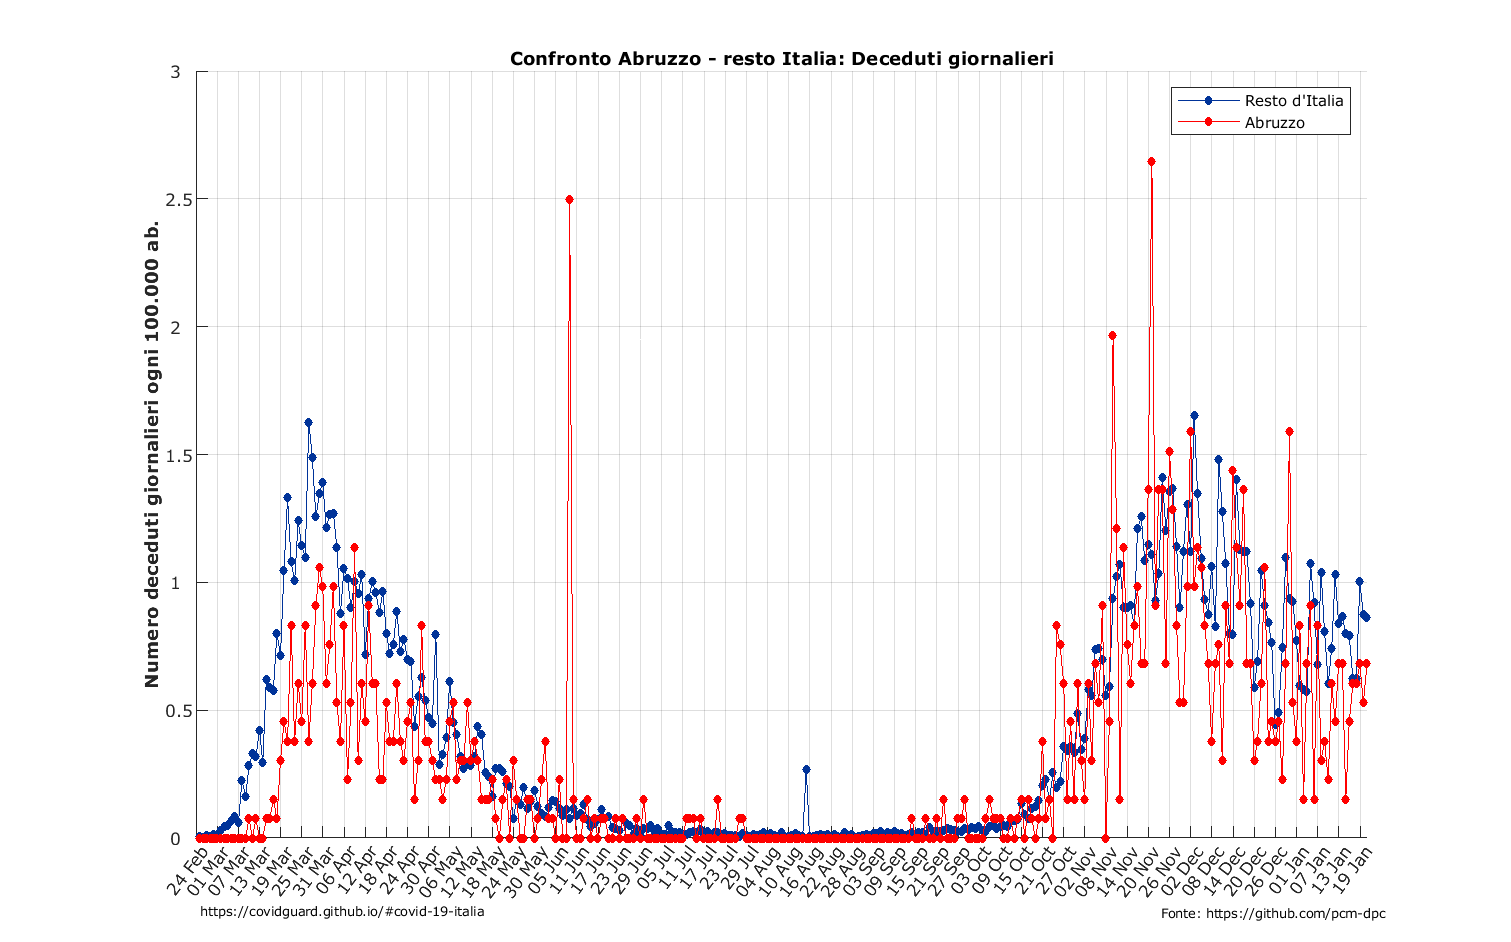 Confronto Abruzzo - resto Italia: Deceduti giornalieri
Resto d'Italia
Abruzzo
Numero deceduti giornalieri ogni 100.000 ab.
3
2.5
2
1.5
1
0.5
0
24 Feb
01 Mar
07 Mar
13 Mar
19 Mar
25 Mar
31 Mar
06 Apr
12 Apr
18 Apr
24 Apr
30 Apr
06 May
12 May
18 May
24 May
30 May
05 Jun
11 Jun
17 Jun
23 Jun
29 Jun
05 Jul
11 Jul
17 Jul
23 Jul
29 Jul
04 Aug
10 Aug
16 Aug
22 Aug
28 Aug
03 Sep
09 Sep
15 Sep
21 Sep
27 Sep
03 Oct
09 Oct
15 Oct
21 Oct
27 Oct
02 Nov
08 Nov
14 Nov
20 Nov
26 Nov
02 Dec
08 Dec
14 Dec
20 Dec
26 Dec
01 Jan
07 Jan
13 Jan
19 Jan
https://covidguard.github.io/#covid-19-italia
Fonte: https://github.com/pcm-dpc